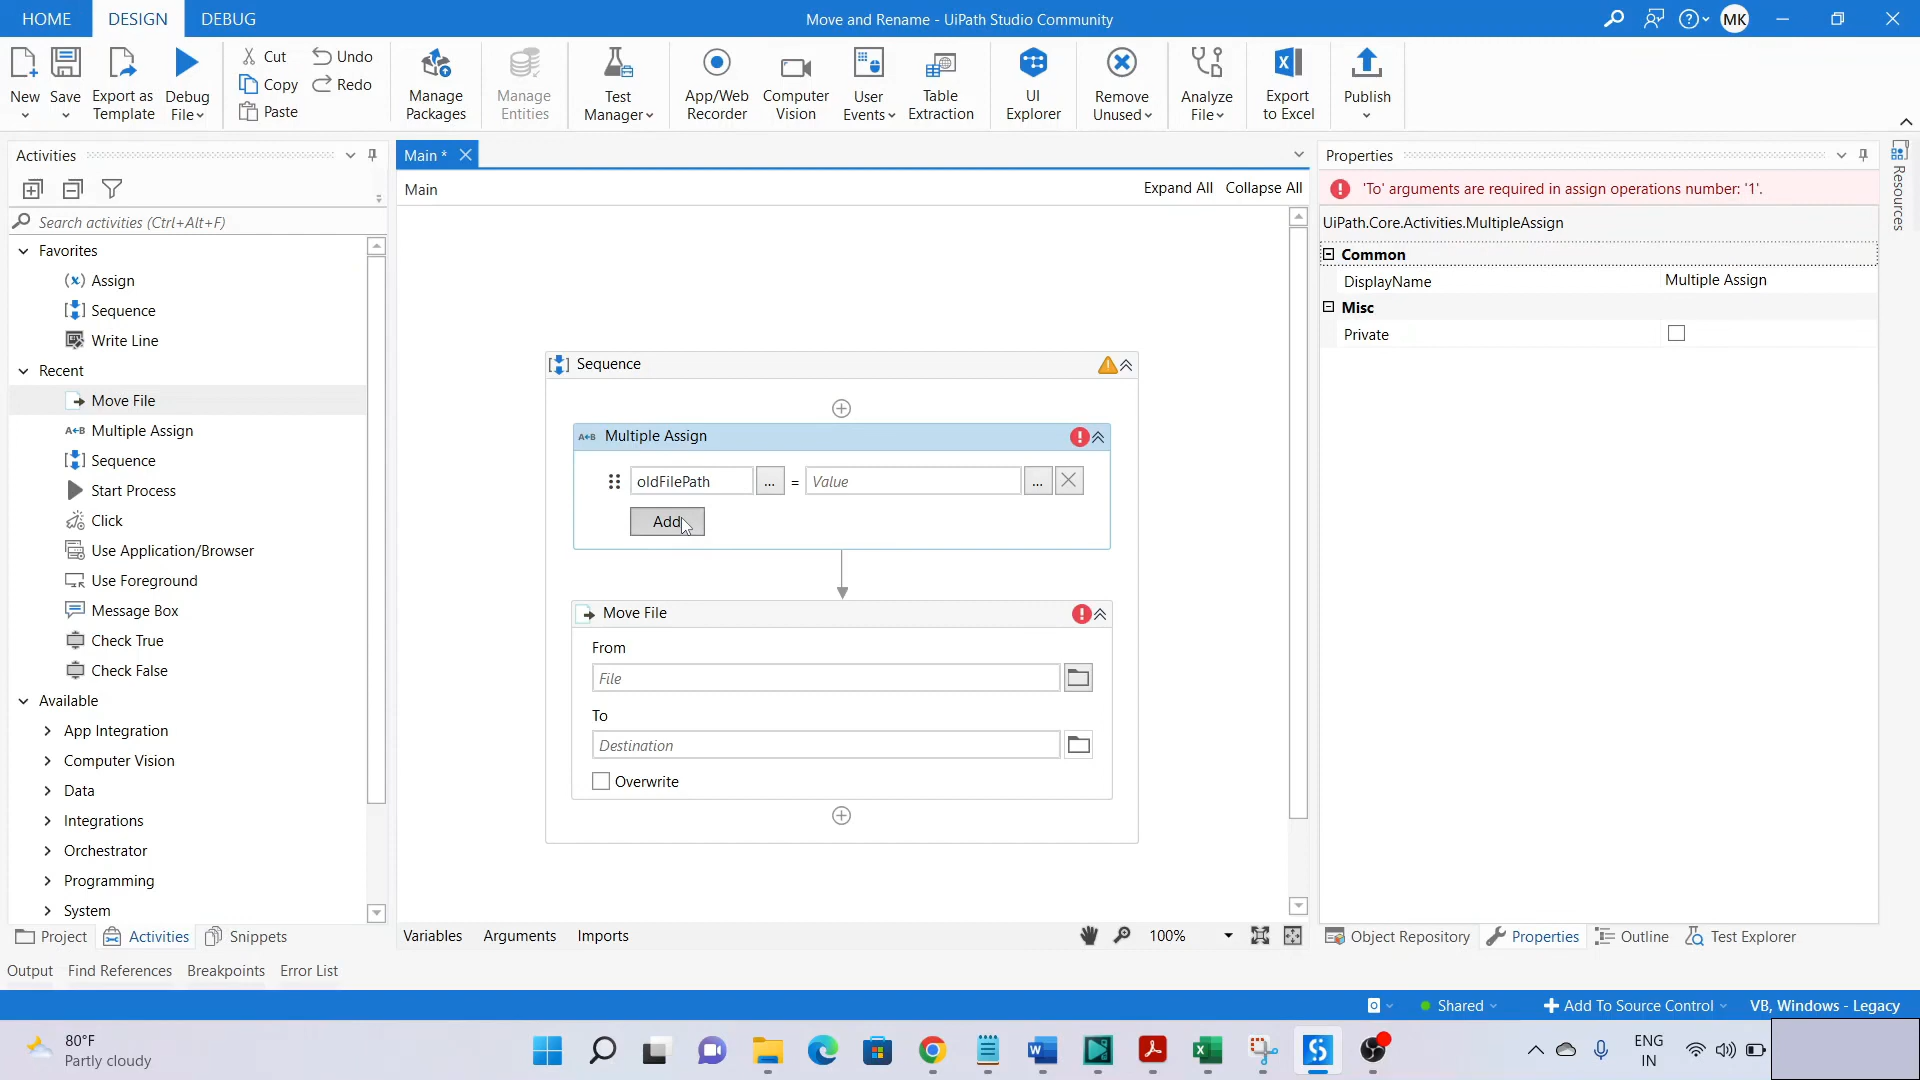 HOME DESIGN DEBUG Move and Rename - UiPath Studio Community MK
New Save Export as Template Debug File Cut Copy Paste Undo Redo Manage Packages Manage Entities Test Manager App/Web Recorder Computer Vision User Events Table Extraction UI Explorer Remove Unused Analyze File Export to Excel Publish
Activities
Search activities (Ctrl+Alt+F)
Favorites
Assign
Sequence
Write Line
Recent
Move File
Multiple Assign
Sequence
Start Process
Click
Use Application/Browser
Use Foreground
Message Box
Check True
Check False
Available
App Integration
Computer Vision
Data
Integrations
Orchestrator
Programming
System
Project Activities Snippets
Main *
Main Expand All Collapse All
Sequence
A+B Multiple Assign
oldFilePath ... = Value ...
Add
Move File
From
File
To
Destination
Overwrite
Variables Arguments Imports 100%
Properties
'To' arguments are required in assign operations number: '1'.
UiPath.Core.Activities.MultipleAssign
Common
DisplayName Multiple Assign
Misc
Private
Resources
Object Repository Properties Outline Test Explorer
Output Find References Breakpoints Error List
Shared Add To Source Control VB, Windows - Legacy
80°F
Partly cloudy
ENG
IN